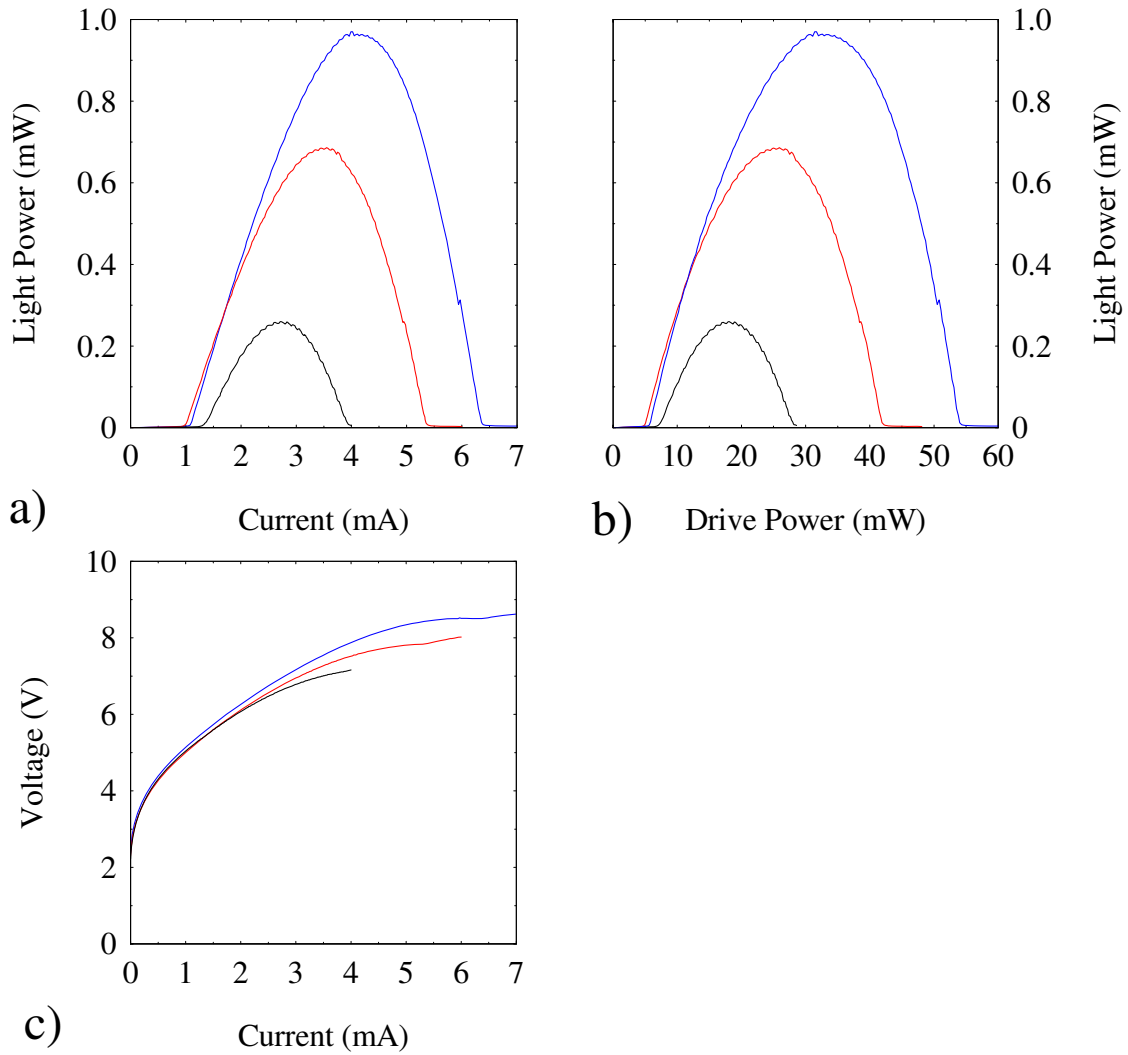 1.0
0.8
0.6
0.4
0.2
0
0 1 2 3 4 5 6 7
Light Power (mW)
Current (mA)
a)
1.0
0.8
0.6
0.4
0.2
0
0 10 20 30 40 50 60
Light Power (mW)
Drive Power (mW)
b)
10
8
6
4
2
0
0 1 2 3 4 5 6 7
Voltage (V)
Current (mA)
c)